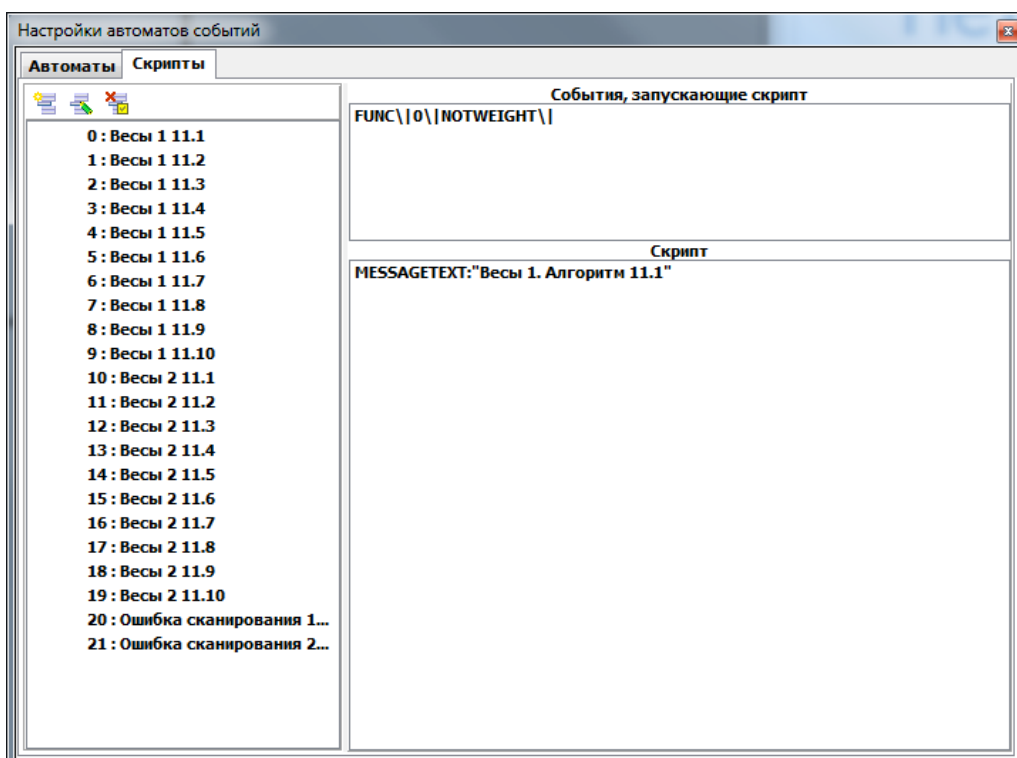 Настройки автоматов событий
Автоматы Скрипты
События, запускающие скрипт
FUNC\|0\|NOTWEIGHT\|
0 : Весы 1 11.1
1 : Весы 1 11.2
2 : Весы 1 11.3
3 : Весы 1 11.4
4 : Весы 1 11.5
5 : Весы 1 11.6
6 : Весы 1 11.7
7 : Весы 1 11.8
8 : Весы 1 11.9
9 : Весы 1 11.10
10 : Весы 2 11.1
11 : Весы 2 11.2
12 : Весы 2 11.3
13 : Весы 2 11.4
14 : Весы 2 11.5
15 : Весы 2 11.6
16 : Весы 2 11.7
17 : Весы 2 11.8
18 : Весы 2 11.9
19 : Весы 2 11.10
20 : Ошибка сканирования 1...
21 : Ошибка сканирования 2...
Скрипт
MESSAGETEXT:"Весы 1. Алгоритм 11.1"